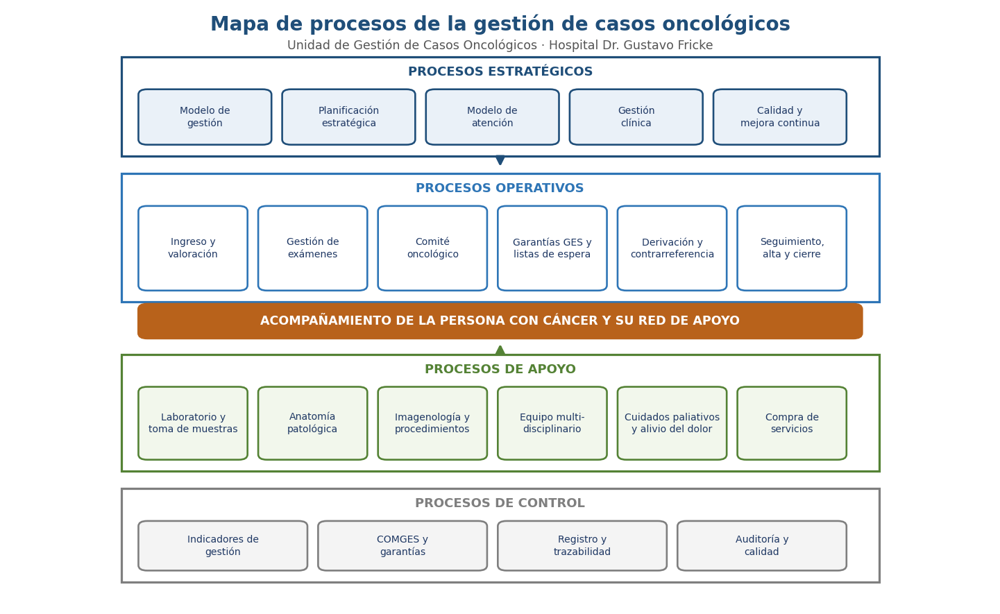 Mapa de procesos de la gestión de casos oncológicos
Unidad de Gestión de Casos Oncológicos · Hospital Dr. Gustavo Fricke
PROCESOS ESTRATÉGICOS
Modelo de
gestión
Planificación
estratégica
Modelo de
atención
Gestión
clínica
Calidad y
mejora continua
PROCESOS OPERATIVOS
Ingreso y
valoración
Gestión de
exámenes
Comité
oncológico
Garantías GES y
listas de espera
Derivación y
contrarreferencia
Seguimiento,
alta y cierre
ACOMPAÑAMIENTO DE LA PERSONA CON CÁNCER Y SU RED DE APOYO
PROCESOS DE APOYO
Laboratorio y
toma de muestras
Anatomía
patológica
Imagenología y
procedimientos
Equipo multi-
disciplinario
Cuidados paliativos
y alivio del dolor
Compra de
servicios
PROCESOS DE CONTROL
Indicadores de
gestión
COMGES y
garantías
Registro y
trazabilidad
Auditoría y
calidad